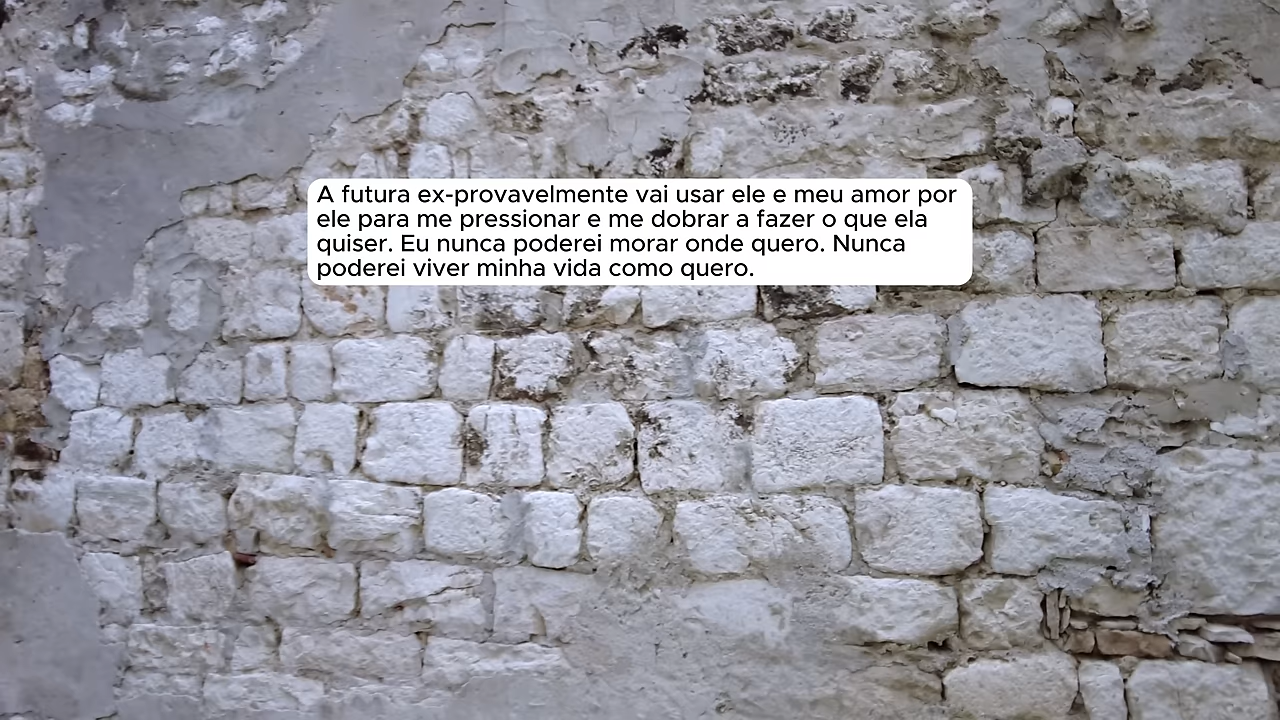 A futura ex-provavelmente vai usar ele e meu amor por
ele para me pressionar e me dobrar a fazer o que ela
quiser. Eu nunca poderei morar onde quero. Nunca
poderei viver minha vida como quero.